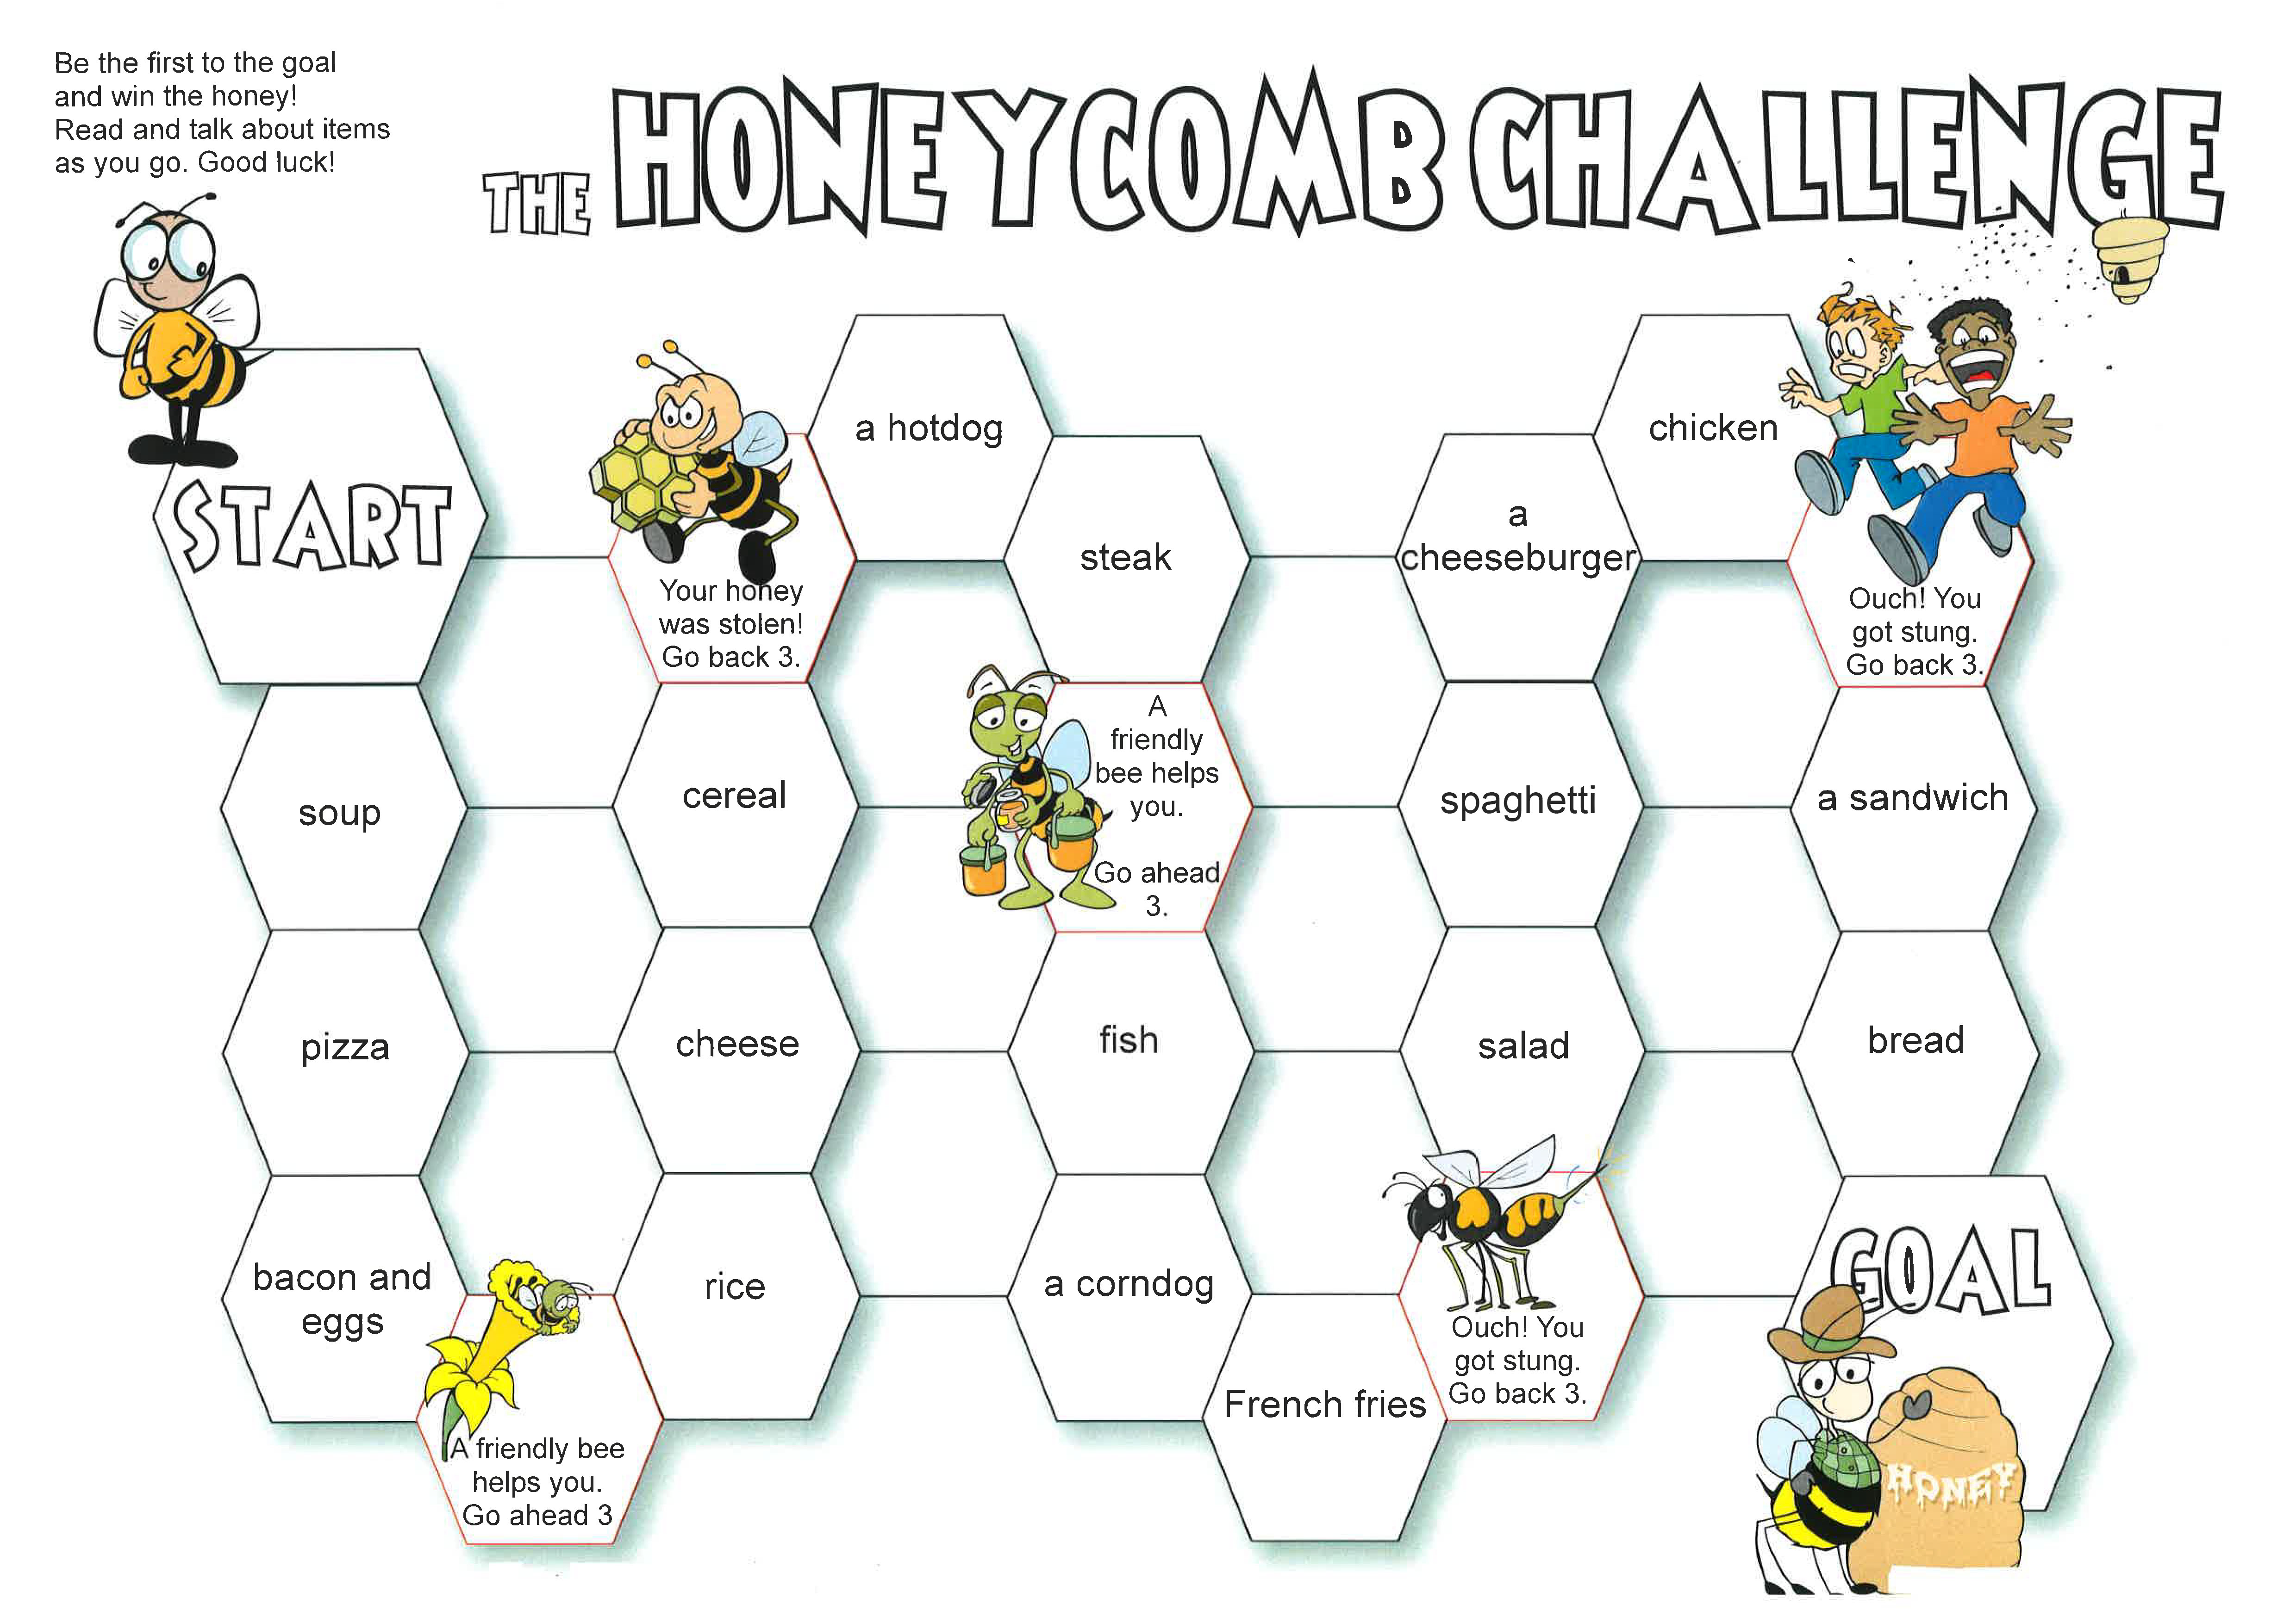 Be the first to the goal
and win the honey!
Read and talk about items
as you go. Good luck!
THE HONEYCOMB CHALLENGE
START
soup
pizza
bacon and
eggs
A friendly bee
helps you.
Go ahead 3
rice
cheese
cereal
Your honey
was stolen!
Go back 3.
a hotdog
steak
A
friendly
bee helps
you.
Go ahead
3.
fish
a corndog
French fries
Ouch! You
got stung.
Go back 3.
salad
spaghetti
a
cheeseburger
chicken
Ouch! You
got stung.
Go back 3.
a sandwich
bread
GOAL
HONEY